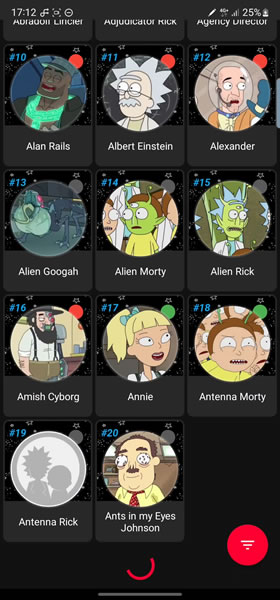 17:12
4G+
25%
Abradolf Lincler
Adjudicator Rick
Agency Director
#10
#11
#12
Alan Rails
Albert Einstein
Alexander
#13
#14
#15
Alien Googah
Alien Morty
Alien Rick
#16
#17
#18
Amish Cyborg
Annie
Antenna Morty
#19
#20
Antenna Rick
Ants in my Eyes
Johnson